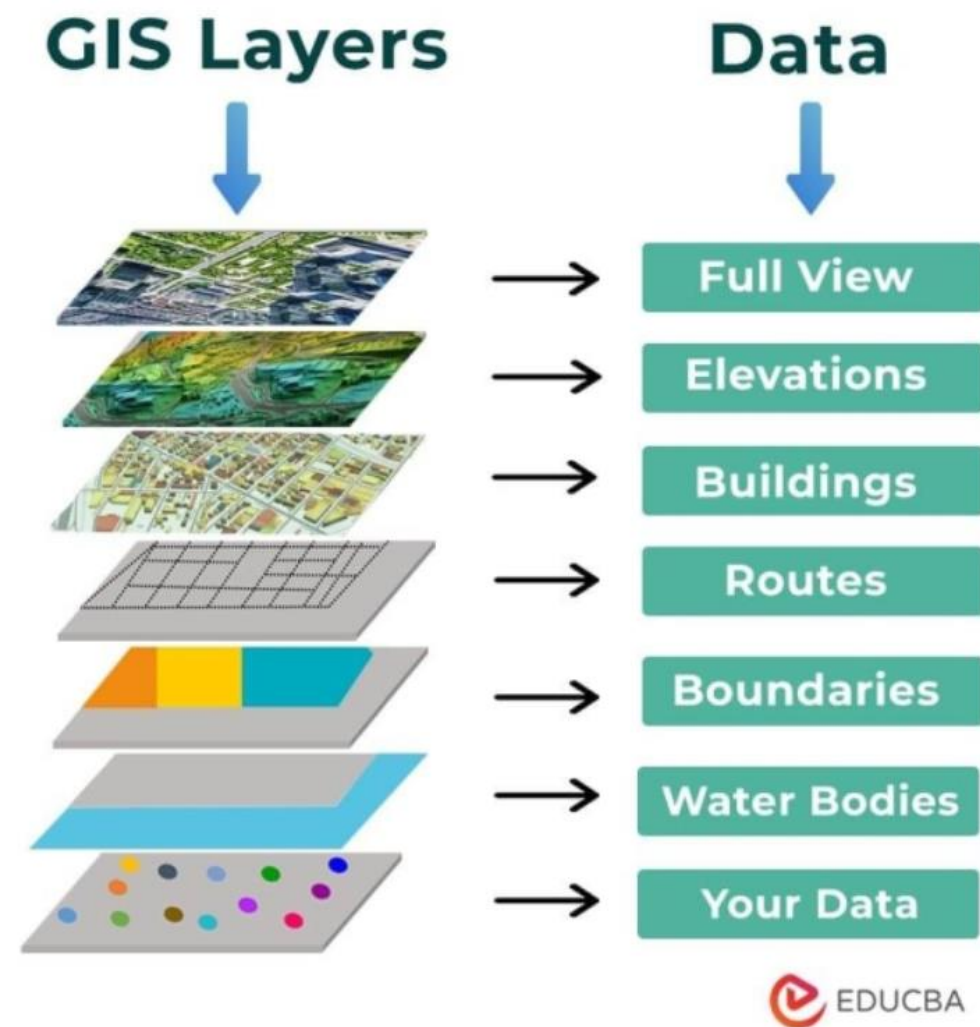 GIS Layers
Data
Full View
Elevations
Buildings
Routes
Boundaries
Water Bodies
Your Data
EDUCBA